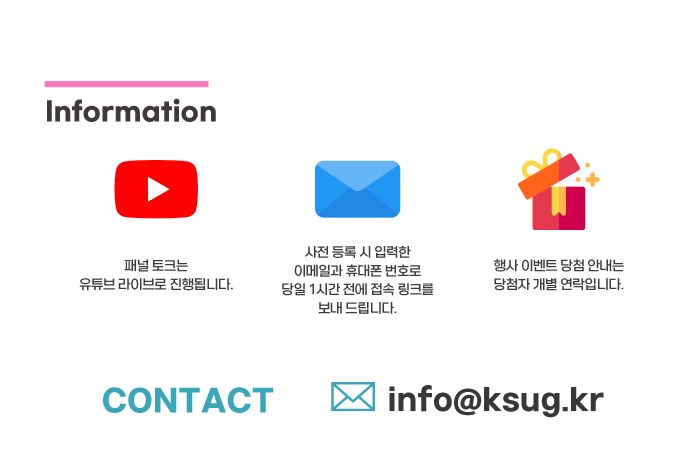 Information
패널 토크는
유튜브 라이브로 진행됩니다.
사전 등록 시 입력한
이메일과 휴대폰 번호로
당일 1시간 전에 접속 링크를
보내 드립니다.
행사 이벤트 당첨 안내는
당첨자 개별 연락입니다.
CONTACT
info@ksug.kr